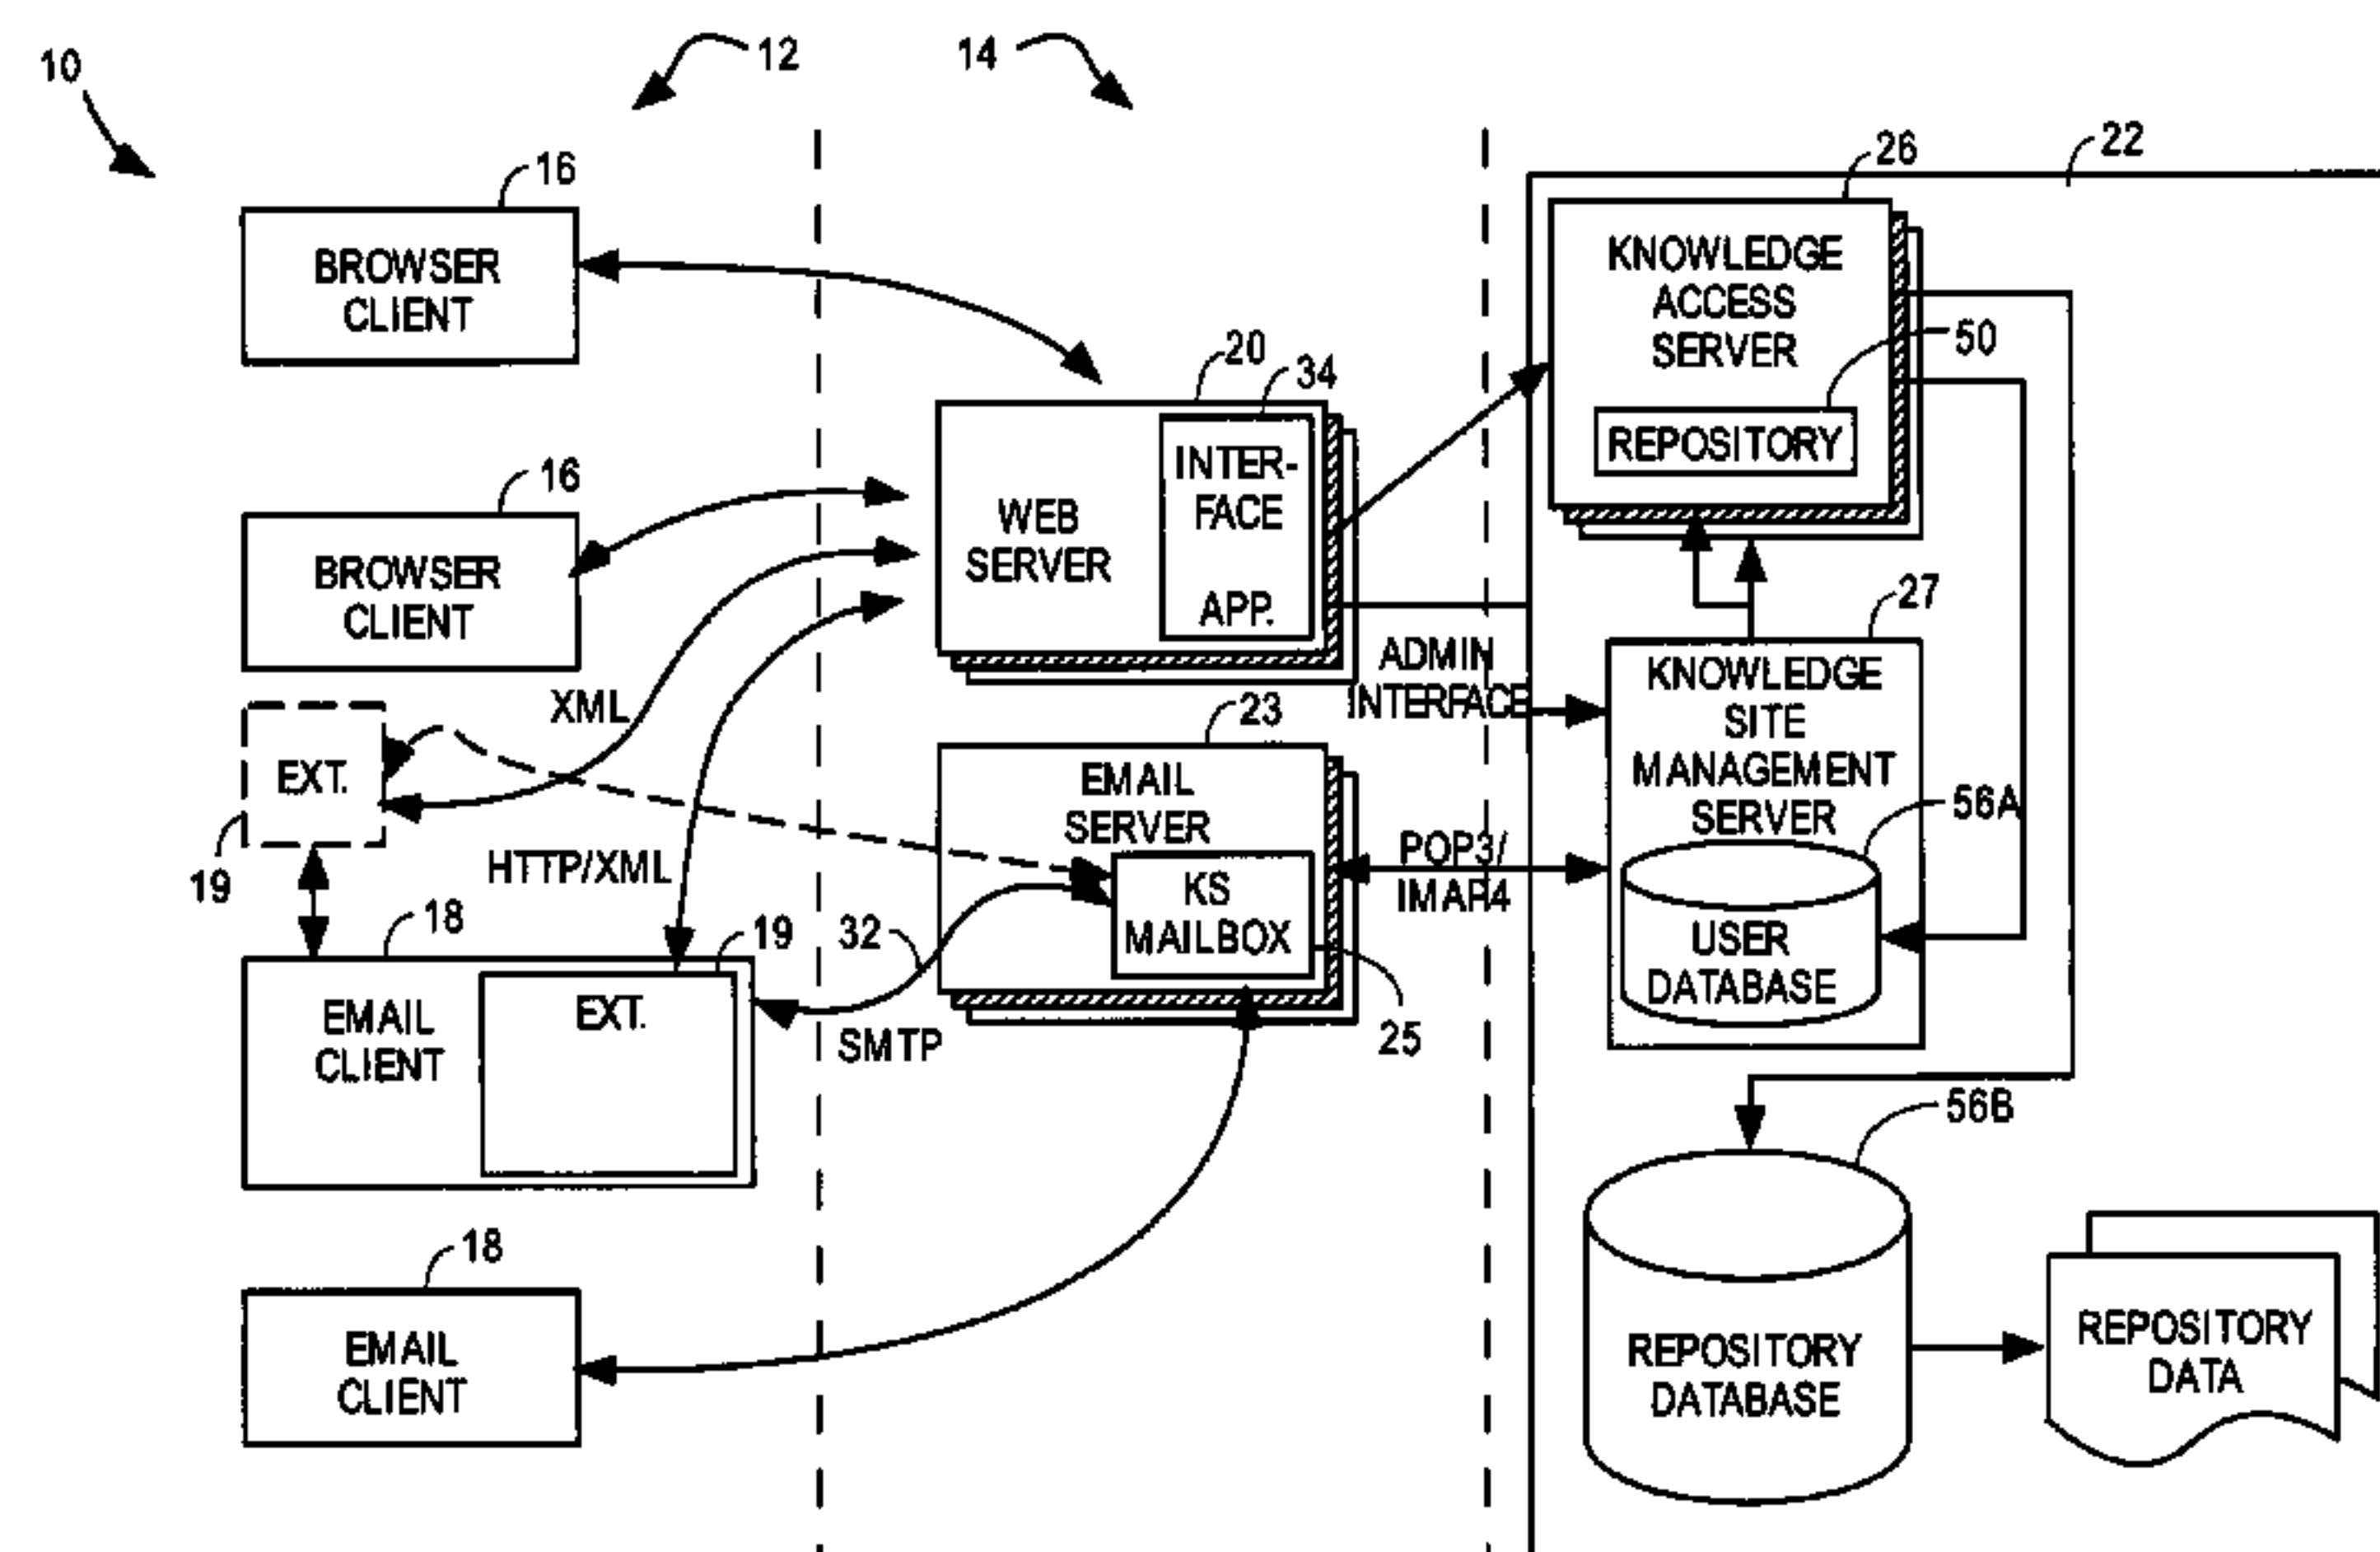 10
12
14
16
BROWSER
CLIENT
16
BROWSER
CLIENT
XML
EXT.
19
HTTP/XML
18
19
EMAIL
CLIENT
EXT.
18
EMAIL
CLIENT
20
34
WEB
SERVER
INTER-
FACE
APP.
23
EMAIL
SERVER
KS
MAILBOX
25
32
SMTP
ADMIN
INTERFACE
POP3/
IMAP4
22
26
KNOWLEDGE
ACCESS
SERVER
50
REPOSITORY
27
KNOWLEDGE
SITE
MANAGEMENT
SERVER
56A
USER
DATABASE
56B
REPOSITORY
DATABASE
REPOSITORY
DATA